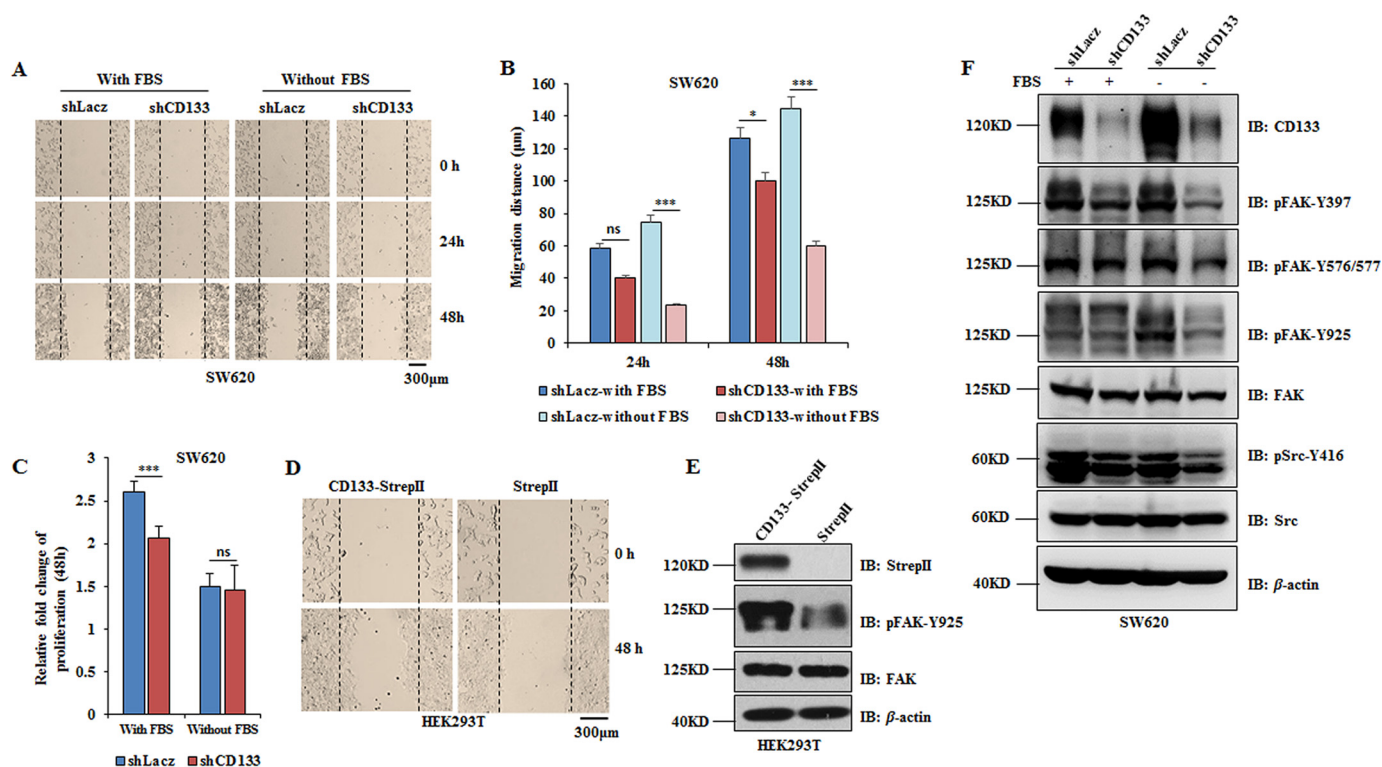 A
With FBS
Without FBS
shLacz
shCD133
shLacz
shCD133
0 h
24h
48h
SW620
300μm
B
SW620
Migration distance (μm)
160
140
120
100
80
60
40
20
0
ns
***
*
***
24h
48h
shLacz-with FBS
shCD133-with FBS
shLacz-without FBS
shCD133-without FBS
C
SW620
Relative fold change of
proliferation (48h)
3
2.5
2
1.5
1
0.5
0
***
ns
With FBS
Without FBS
shLacz
shCD133
D
CD133-StrepII
StrepII
0 h
48 h
HEK293T
300μm
E
CD133- StrepII
StrepII
120KD
IB: StrepII
125KD
IB: pFAK-Y925
125KD
IB: FAK
40KD
IB: β-actin
HEK293T
F
shLacz
shCD133
shLacz
shCD133
FBS + + - -
120KD
IB: CD133
125KD
IB: pFAK-Y397
125KD
IB: pFAK-Y576/577
125KD
IB: pFAK-Y925
125KD
IB: FAK
60KD
IB: pSrc-Y416
60KD
IB: Src
40KD
IB: β-actin
SW620